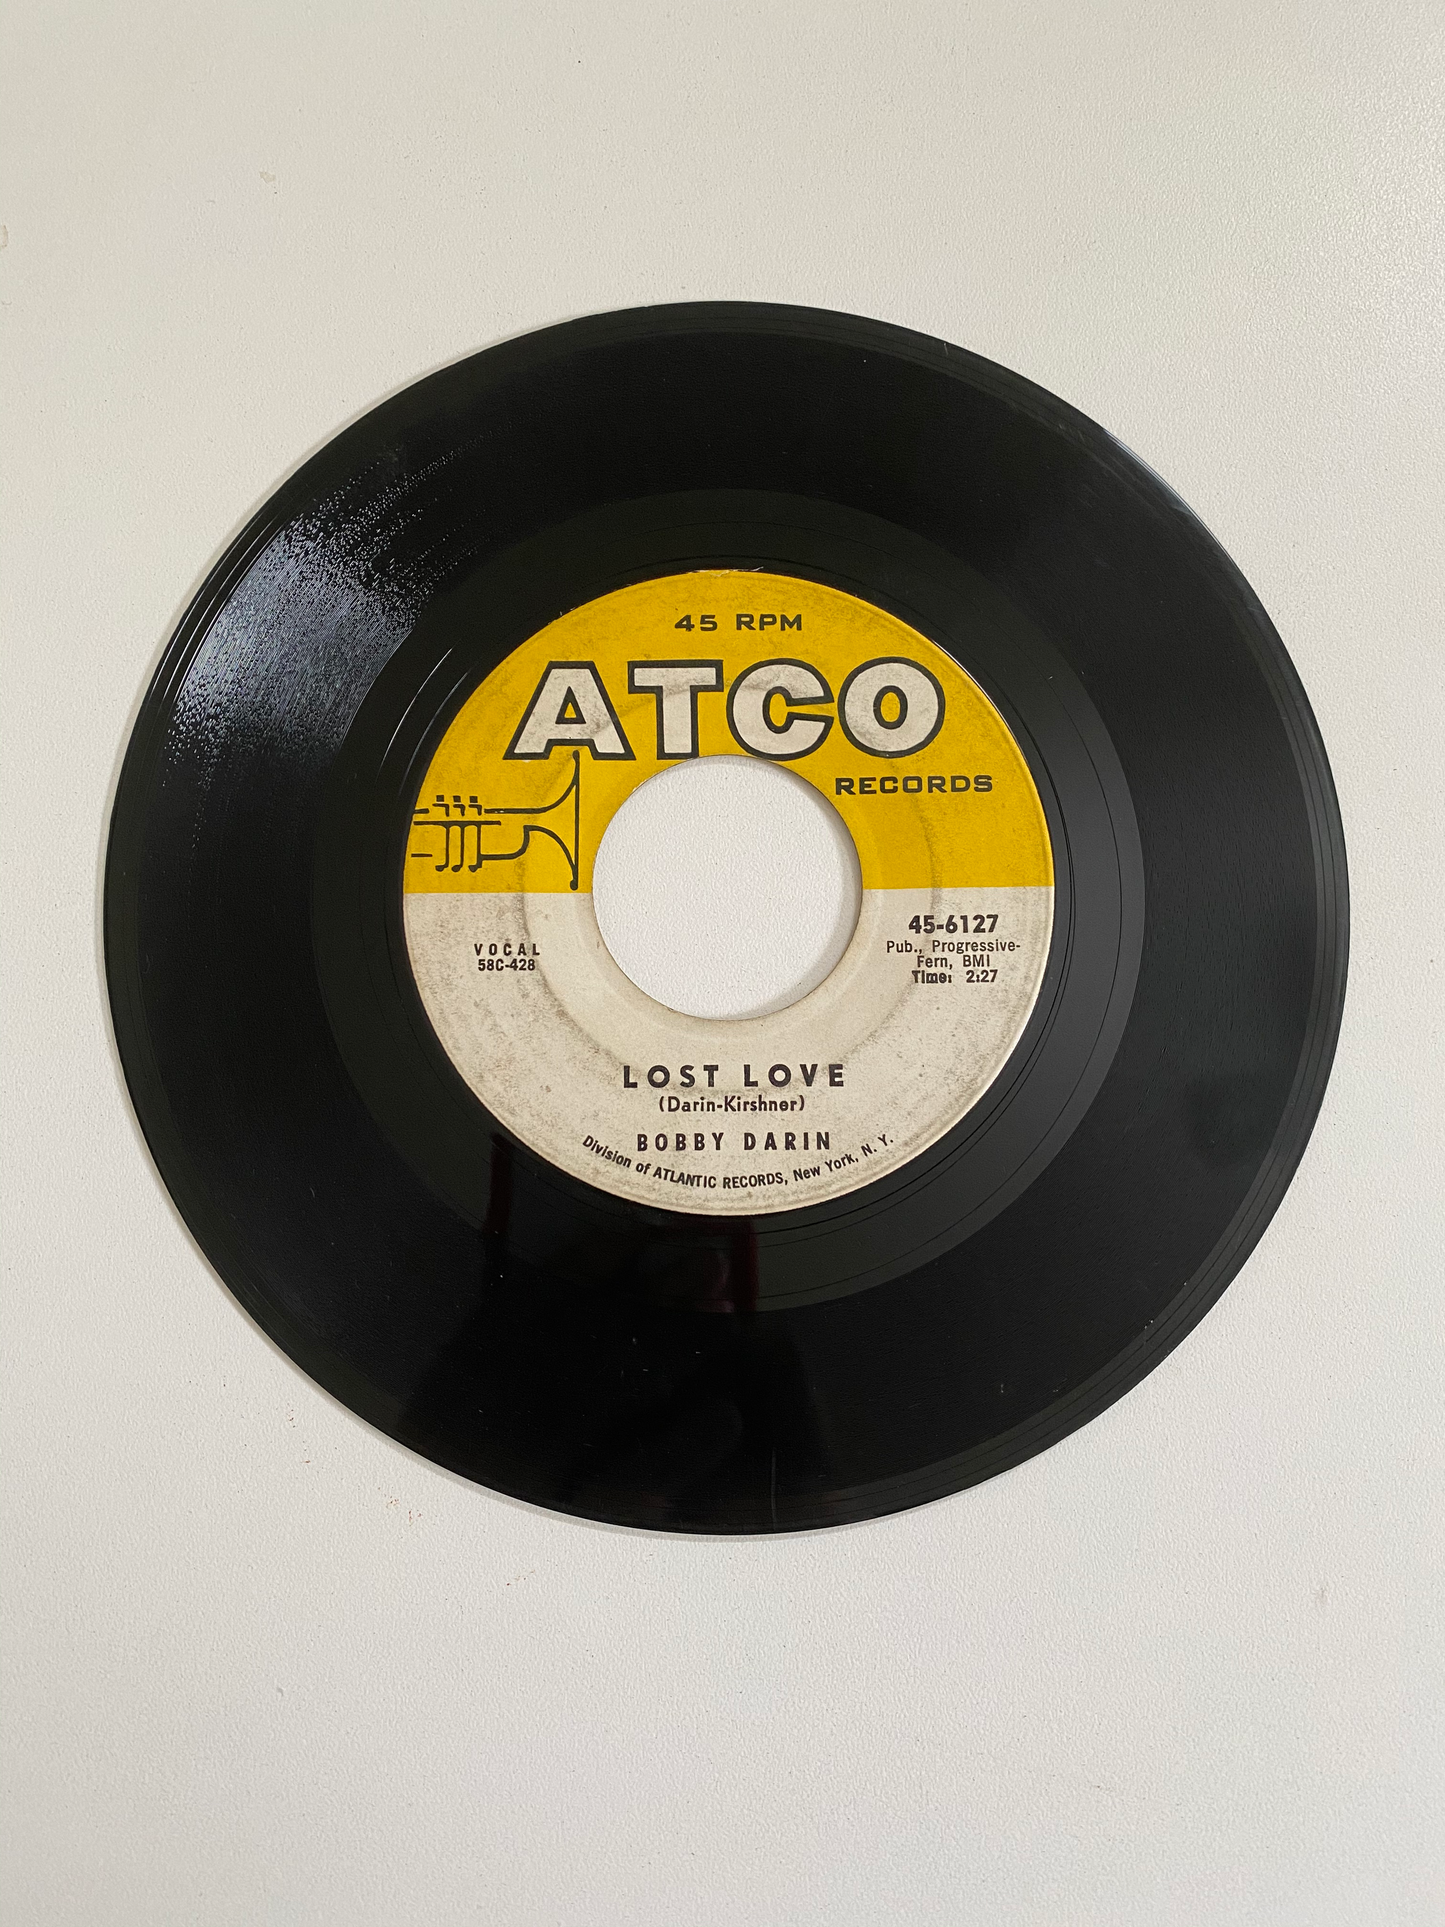 45 RPM
ATCO
RECORDS
VOCAL
58C-428
45-6127
Pub., Progressive-
Fern, BMI
Time: 2:27
LOST LOVE
(Darin-Kirshner)
BOBBY DARIN
Division of ATLANTIC RECORDS, New York, N. Y.